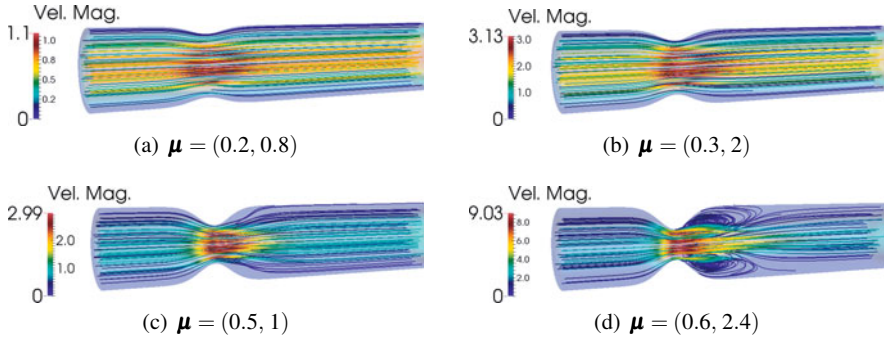 Vel. Mag.
1.1
1.0
0.8
0.5
0.2
0
(a) μ = (0.2, 0.8)
Vel. Mag.
3.13
3.0
2.0
1.0
0
(b) μ = (0.3, 2)
Vel. Mag.
2.99
2.0
1.0
0
(c) μ = (0.5, 1)
Vel. Mag.
9.03
8.0
6.0
4.0
2.0
0
(d) μ = (0.6, 2.4)